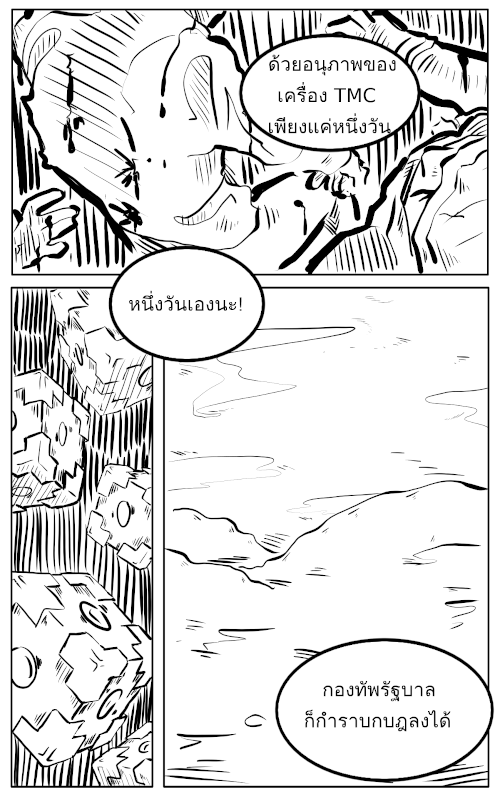 ด้วยอนุภาพของ
เครื่อง TMC
เพียงแค่หนึ่งวัน
หนึ่งวันเองนะ!
กองทัพรัฐบาล
ก็กำราบกบฎลงได้